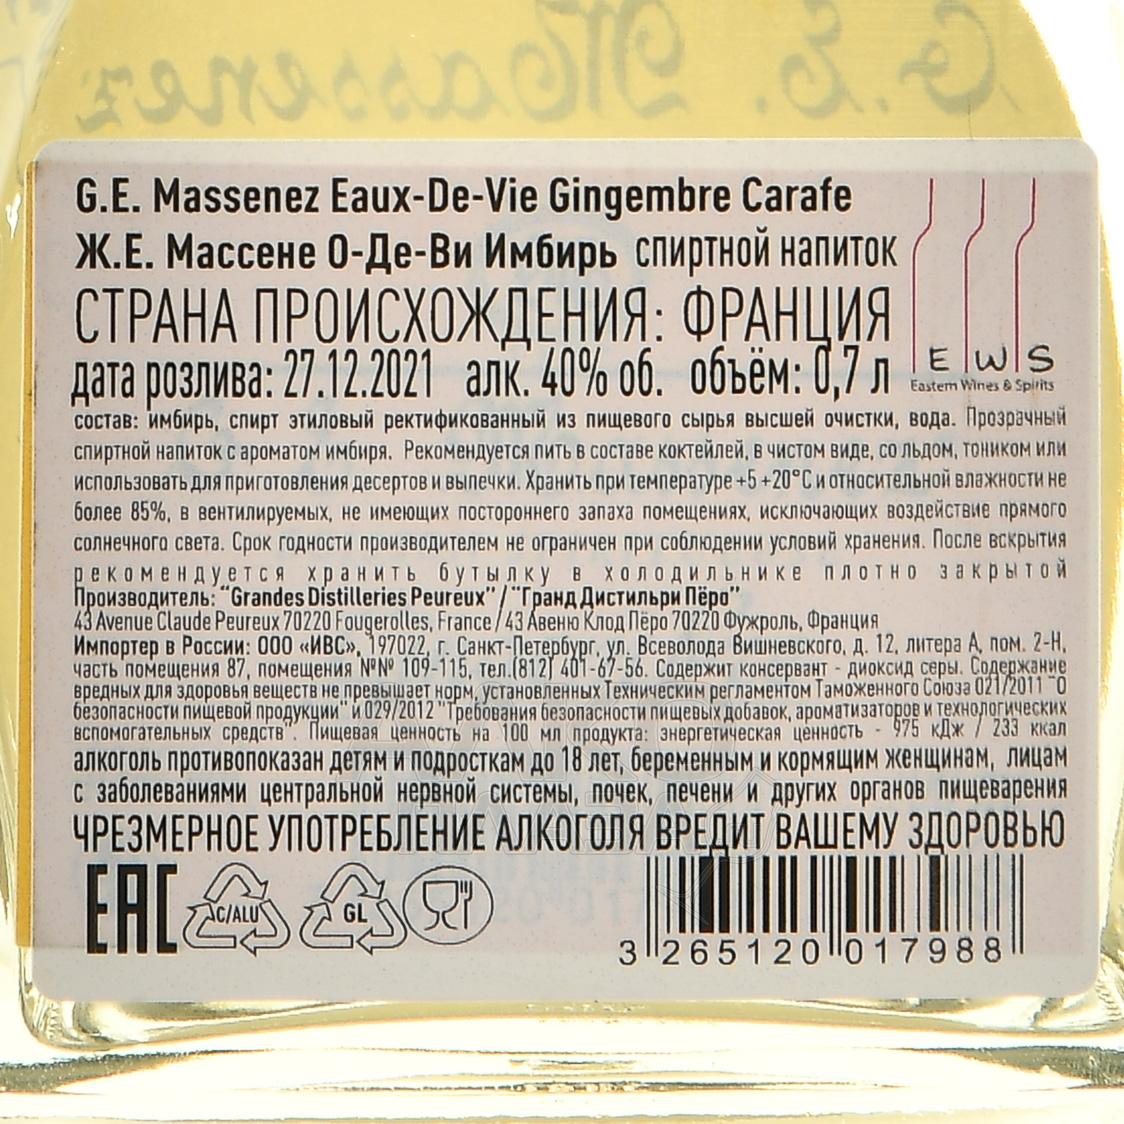 G.E. Massenez
G.E. Massenez Eaux-De-Vie Gingembre Carafe
Ж.Е. Массене О-Де-Ви Имбирь спиртной напиток
СТРАНА ПРОИСХОЖДЕНИЯ: ФРАНЦИЯ
E W S
Eastern Wines & Spirits
дата розлива: 27.12.2021 алк. 40% об. объём: 0,7 л
состав: имбирь, спирт этиловый ректификованный из пищевого сырья высшей очистки, вода. Прозрачный
спиртной напиток с ароматом имбиря. Рекомендуется пить в составе коктейлей, в чистом виде, со льдом, тоником или
использовать для приготовления десертов и выпечки. Хранить при температуре +5 +20°С и относительной влажности не
более 85%, в вентилируемых, не имеющих постороннего запаха помещениях, исключающих воздействие прямого
солнечного света. Срок годности производителем не ограничен при соблюдении условий хранения. После вскрытия
рекомендуется хранить бутылку в холодильнике плотно закрытой
Производитель: "Grandes Distilleries Peureux" / "Гранд Дистильри Пёро"
43 Avenue Claude Peureux 70220 Fougerolles, France / 43 Авеню Клод Пёро 70220 Фужроль, Франция
Импортер в России: ООО «ИВС», 197022, г. Санкт-Петербург, ул. Всеволода Вишневского, д. 12, литера А, пом. 2-Н,
часть помещения 87, помещения №№ 109-115, тел.(812) 401-67-56. Содержит консервант - диоксид серы. Содержание
вредных для здоровья веществ не превышает норм, установленных Техническим регламентом Таможенного Союза 021/2011 "О
безопасности пищевой продукции" и 029/2012 "Требования безопасности пищевых добавок, ароматизаторов и технологических
вспомогательных средств". Пищевая ценность на 100 мл продукта: энергетическая ценность - 975 кДж / 233 ккал
алкоголь противопоказан детям и подросткам до 18 лет, беременным и кормящим женщинам, лицам
с заболеваниями центральной нервной системы, почек, печени и других органов пищеварения
ЧРЕЗМЕРНОЕ УПОТРЕБЛЕНИЕ АЛКОГОЛЯ ВРЕДИТ ВАШЕМУ ЗДОРОВЬЮ
EAC C/ALU GL
3 265120 017988